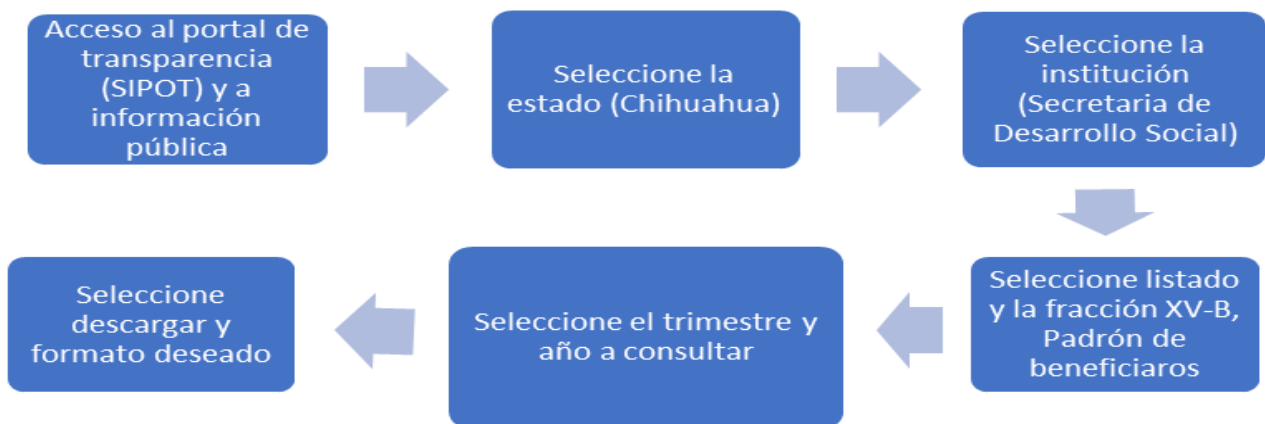 Acceso al portal de
transparencia
(SIPOT) y a
información
pública
Seleccione la
estado (Chihuahua)
Seleccione la
institución
(Secretaria de
Desarrollo Social)
Seleccione listado
y la fracción XV-B,
Padrón de
beneficiaros
Seleccione el trimestre y
año a consultar
Seleccione
descargar y
formato deseado